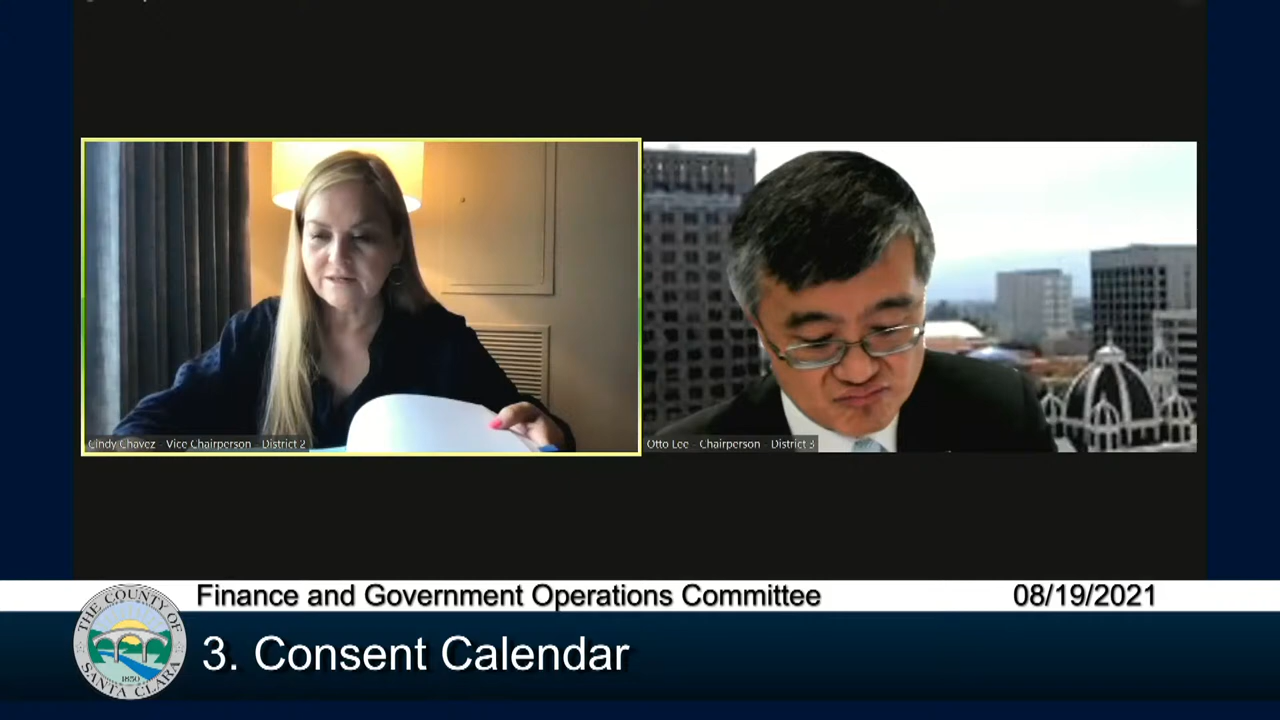 Cindy Chavez - Vice Chairperson - District 2
Otto Lee - Chairperson - District 3
Finance and Government Operations Committee
08/19/2021
THE COUNTY OF
SANTA CLARA
1850
3. Consent Calendar